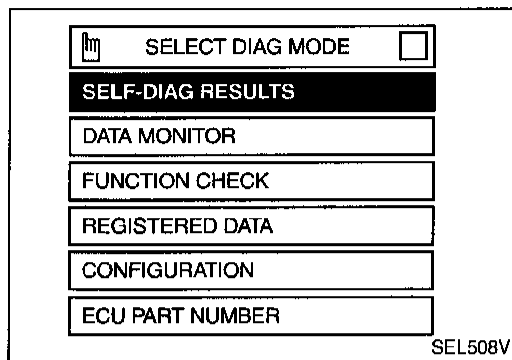 SELECT DIAG MODE
SELF-DIAG RESULTS
DATA MONITOR
FUNCTION CHECK
REGISTERED DATA
CONFIGURATION
ECU PART NUMBER
SEL508V